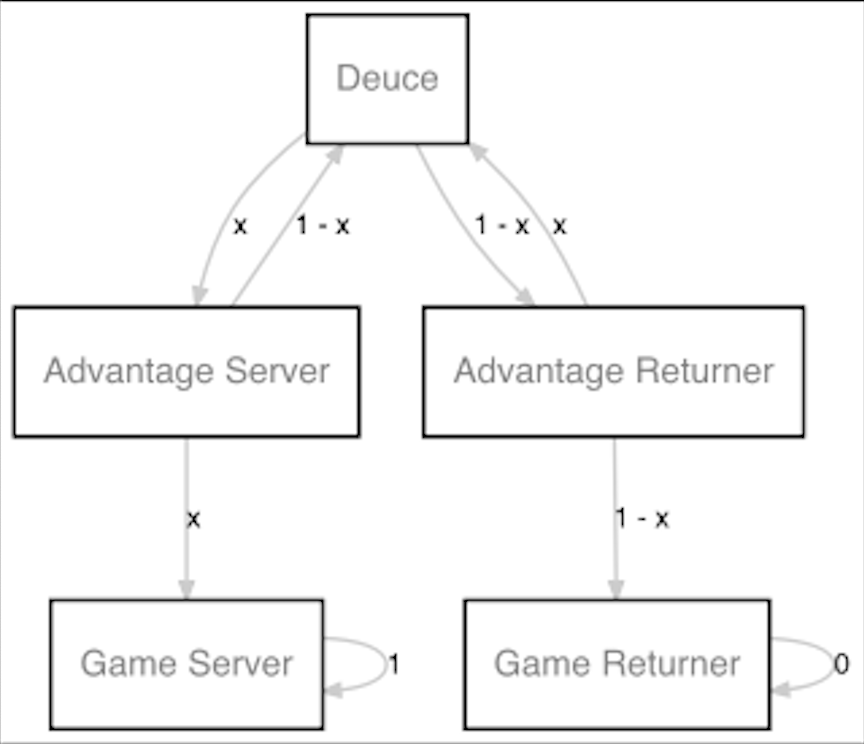 Deuce
x
1 - x
1 - x
x
Advantage Server
Advantage Returner
x
1 - x
Game Server
1
Game Returner
0